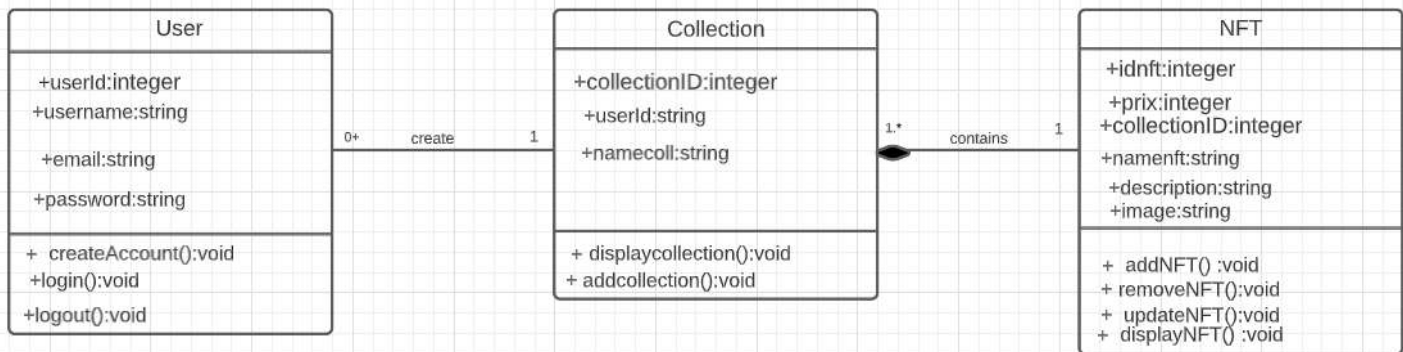 User
+userId:integer
+username:string
+email:string
+password:string
+ createAccount():void
+login():void
+logout():void
0+
create
1
Collection
+collectionID:integer
+userId:string
+namecoll:string
+ displaycollection():void
+ addcollection():void
1.*
contains
1
NFT
+idnft:integer
+prix:integer
+collectionID:integer
+namenft:string
+description:string
+image:string
+ addNFT() :void
+ removeNFT():void
+ updateNFT():void
+ displayNFT() :void